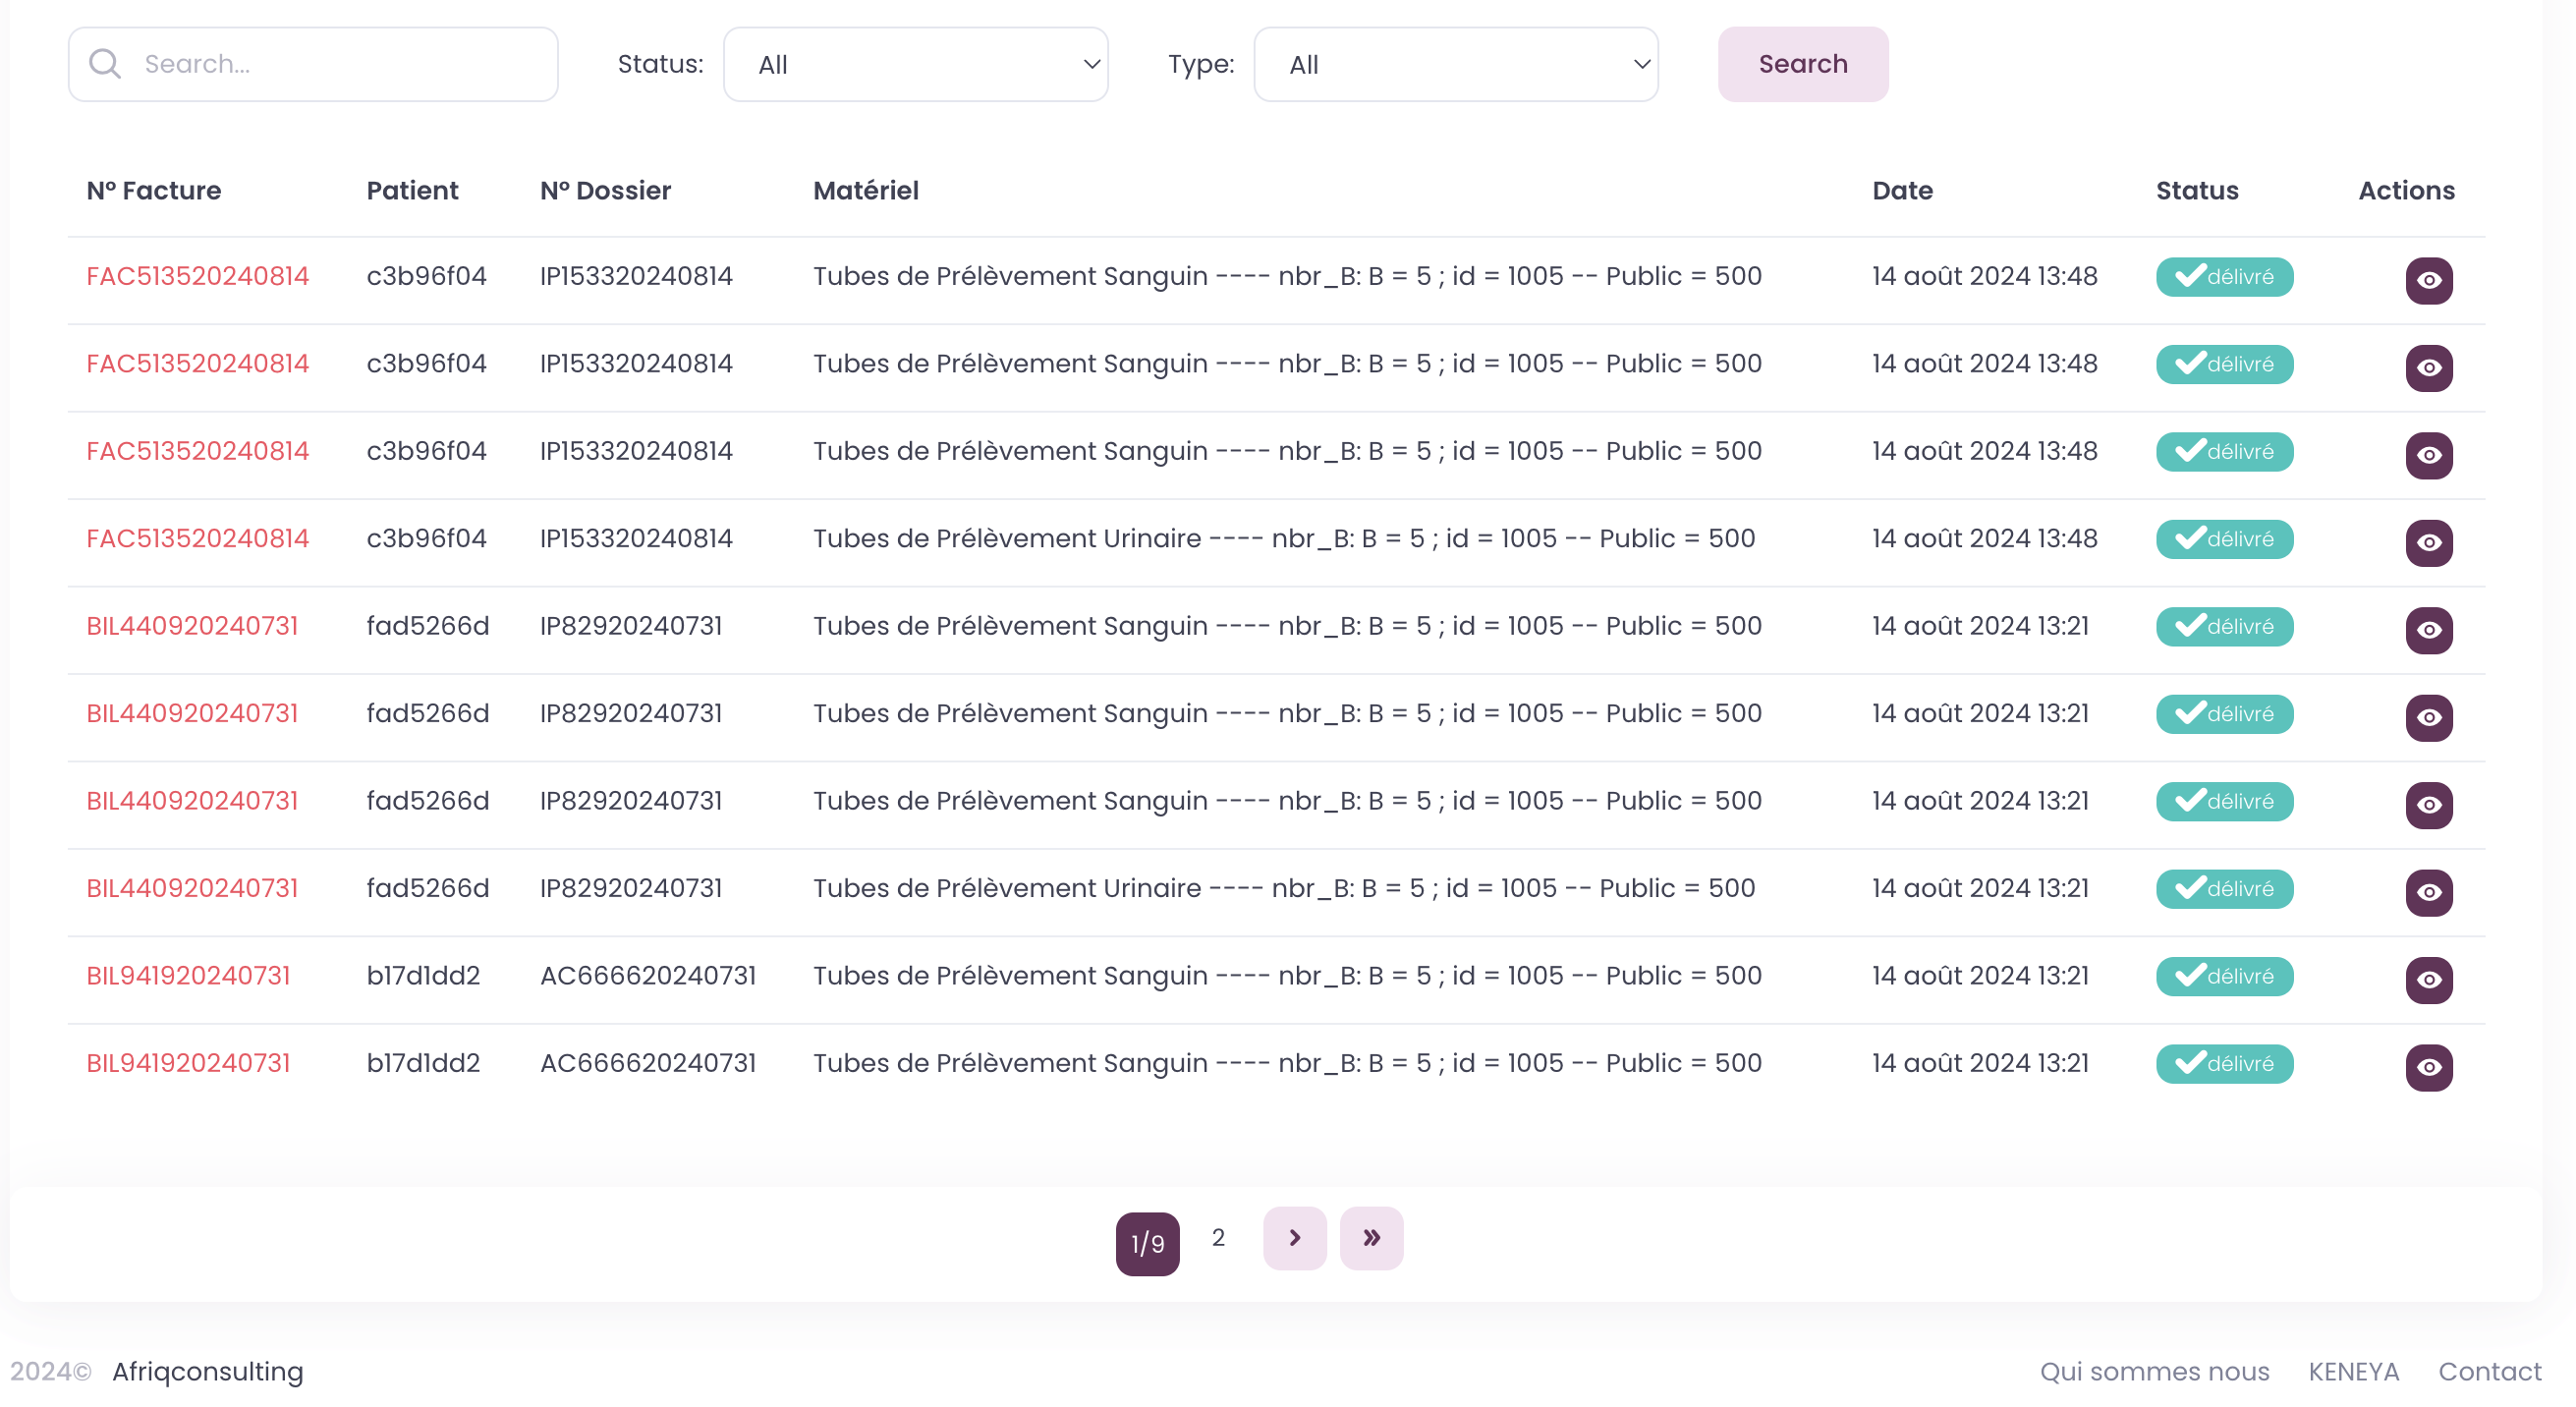 Search... Status: All Type: All Search
N° Facture Patient N° Dossier Matériel Date Status Actions
FAC513520240814 c3b96f04 IP153320240814 Tubes de Prélèvement Sanguin ---- nbr_B: B = 5 ; id = 1005 -- Public = 500 14 août 2024 13:48 délivré
FAC513520240814 c3b96f04 IP153320240814 Tubes de Prélèvement Sanguin ---- nbr_B: B = 5 ; id = 1005 -- Public = 500 14 août 2024 13:48 délivré
FAC513520240814 c3b96f04 IP153320240814 Tubes de Prélèvement Sanguin ---- nbr_B: B = 5 ; id = 1005 -- Public = 500 14 août 2024 13:48 délivré
FAC513520240814 c3b96f04 IP153320240814 Tubes de Prélèvement Urinaire ---- nbr_B: B = 5 ; id = 1005 -- Public = 500 14 août 2024 13:48 délivré
BIL440920240731 fad5266d IP82920240731 Tubes de Prélèvement Sanguin ---- nbr_B: B = 5 ; id = 1005 -- Public = 500 14 août 2024 13:21 délivré
BIL440920240731 fad5266d IP82920240731 Tubes de Prélèvement Sanguin ---- nbr_B: B = 5 ; id = 1005 -- Public = 500 14 août 2024 13:21 délivré
BIL440920240731 fad5266d IP82920240731 Tubes de Prélèvement Sanguin ---- nbr_B: B = 5 ; id = 1005 -- Public = 500 14 août 2024 13:21 délivré
BIL440920240731 fad5266d IP82920240731 Tubes de Prélèvement Urinaire ---- nbr_B: B = 5 ; id = 1005 -- Public = 500 14 août 2024 13:21 délivré
BIL941920240731 b17d1dd2 AC666620240731 Tubes de Prélèvement Sanguin ---- nbr_B: B = 5 ; id = 1005 -- Public = 500 14 août 2024 13:21 délivré
BIL941920240731 b17d1dd2 AC666620240731 Tubes de Prélèvement Sanguin ---- nbr_B: B = 5 ; id = 1005 -- Public = 500 14 août 2024 13:21 délivré
1/9 2 › »
2024© Afriqconsulting Qui sommes nous KENEYA Contact